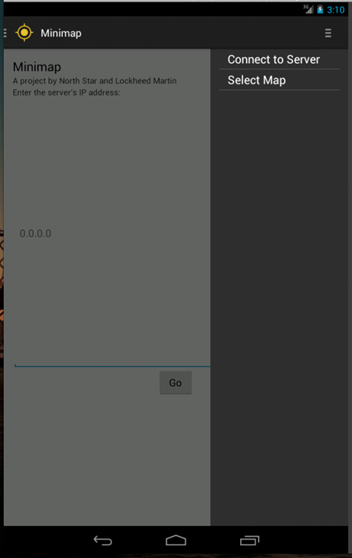 3:10
Minimap
Minimap
A project by North Star and Lockheed Martin
Enter the server's IP address:
0.0.0.0
Go
Connect to Server
Select Map